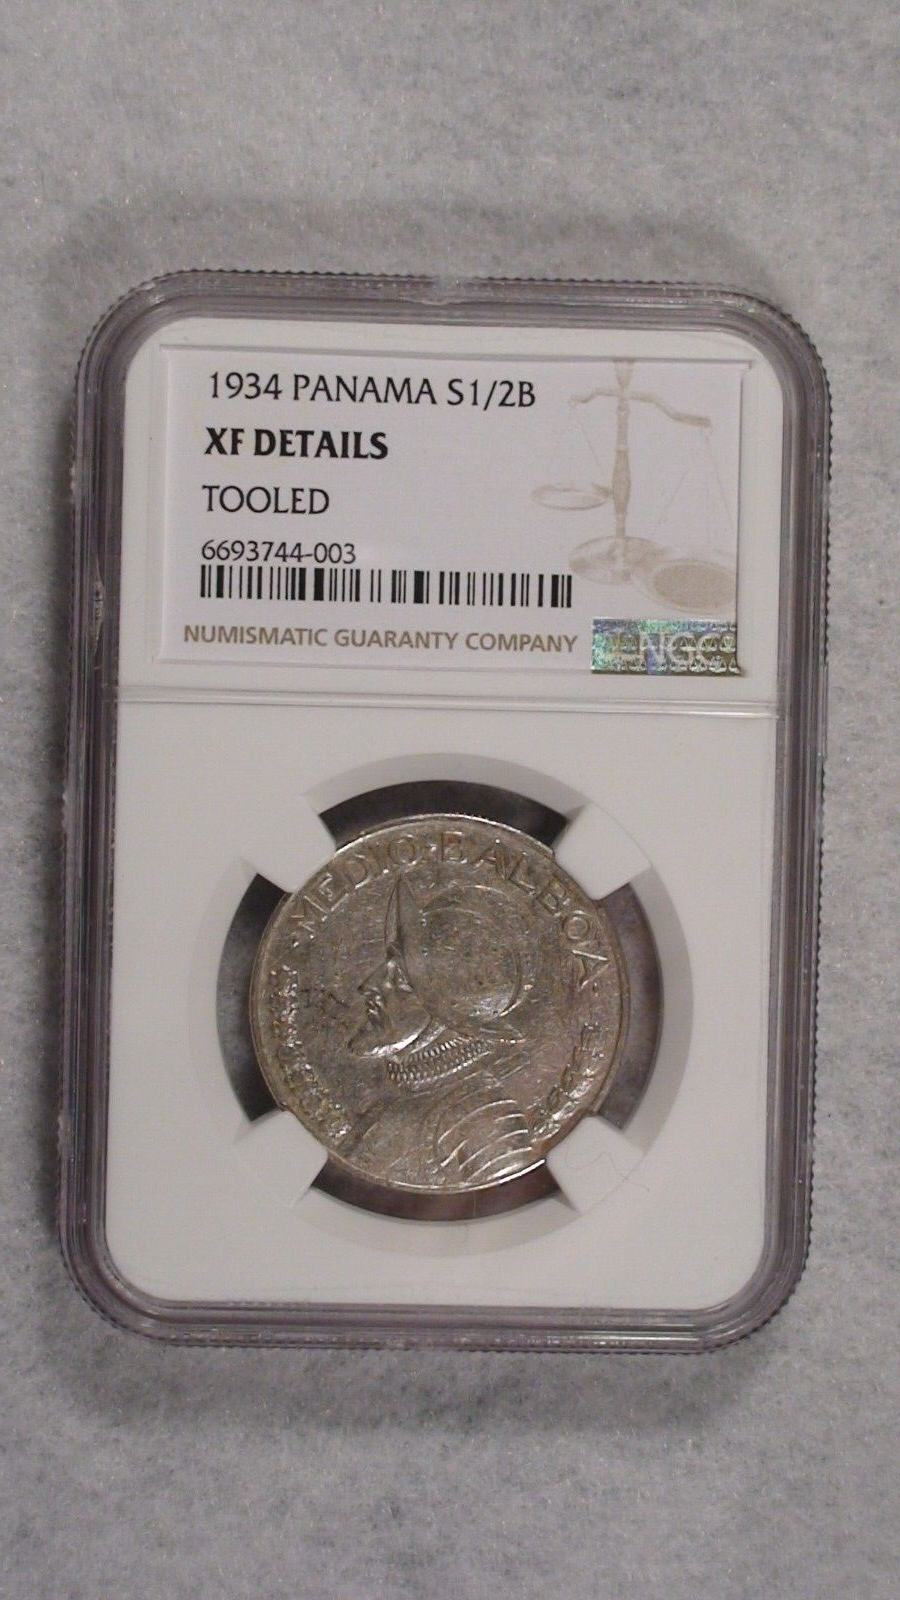 1934 PANAMA S1/2B
XF DETAILS
TOOLED
6693744-003
NUMISMATIC GUARANTY COMPANY
NGC
·MEDIO·BALBOA·